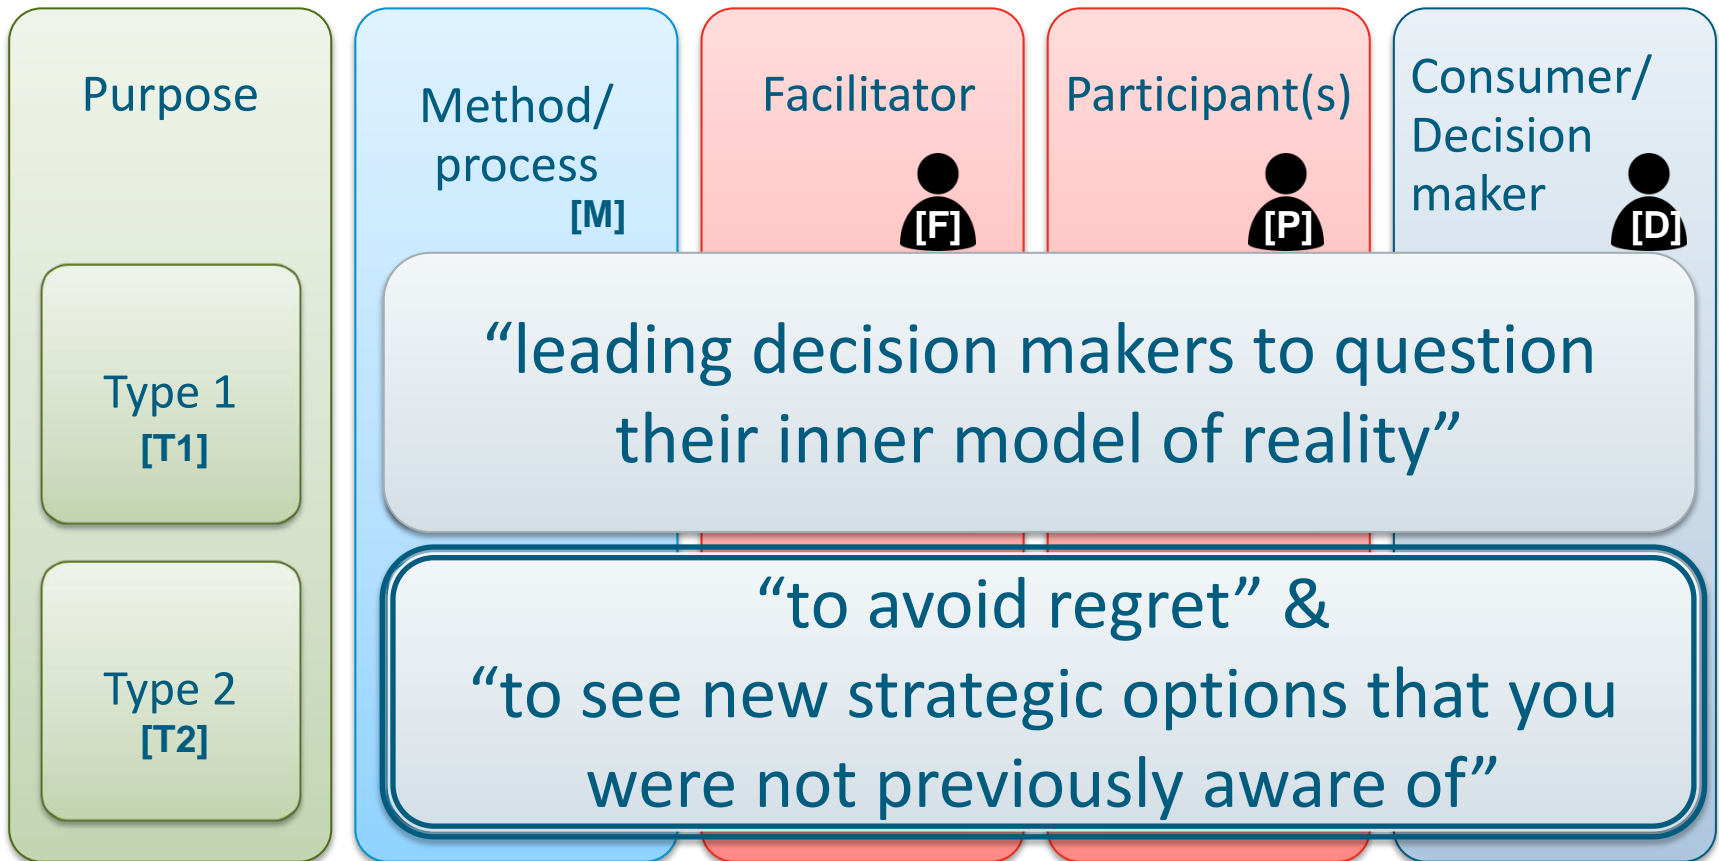 Purpose
Method/
process
[M]
Facilitator
[F]
Participant(s)
[P]
Consumer/
Decision
maker
[D]
Type 1
[T1]
“leading decision makers to question
their inner model of reality”
Type 2
[T2]
“to avoid regret” &
“to see new strategic options that you
were not previously aware of”